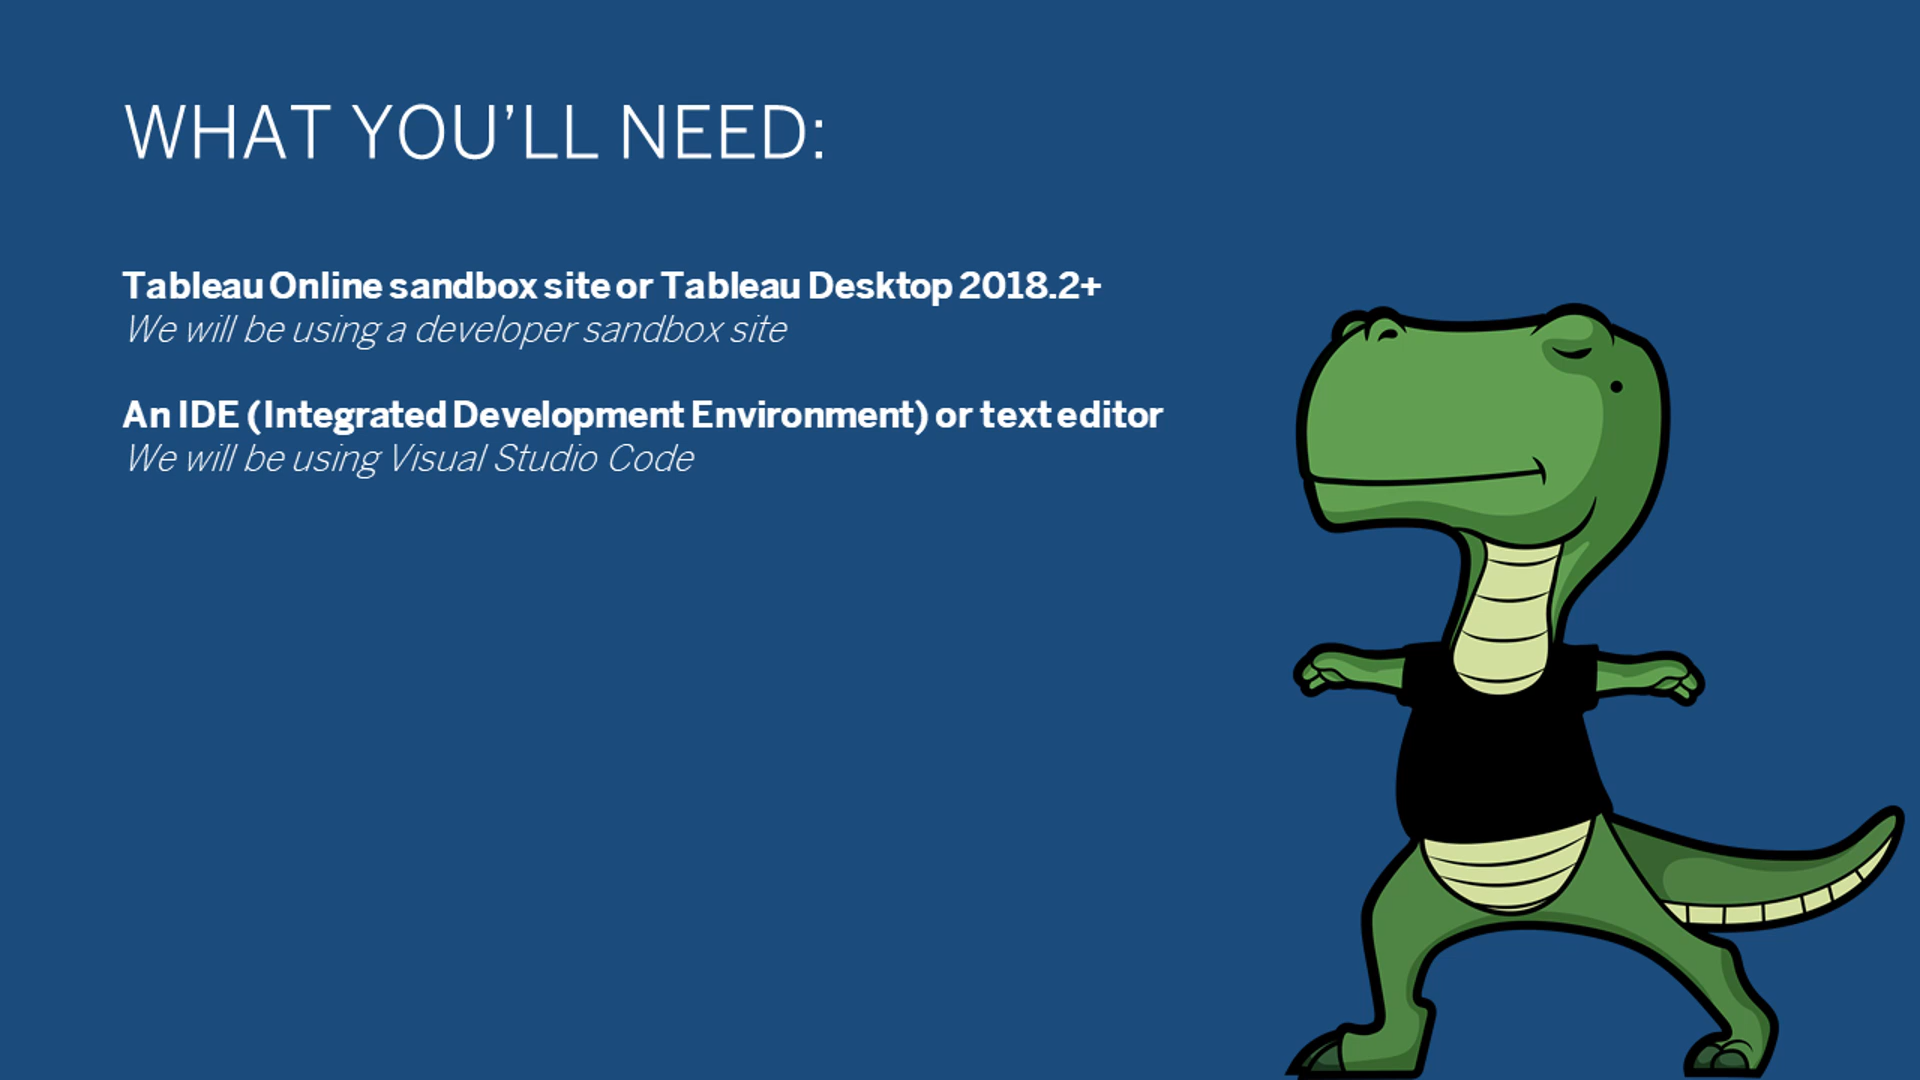 WHAT YOU’LL NEED:
Tableau Online sandbox site or Tableau Desktop 2018.2+
We will be using a developer sandbox site
An IDE (Integrated Development Environment) or text editor
We will be using Visual Studio Code